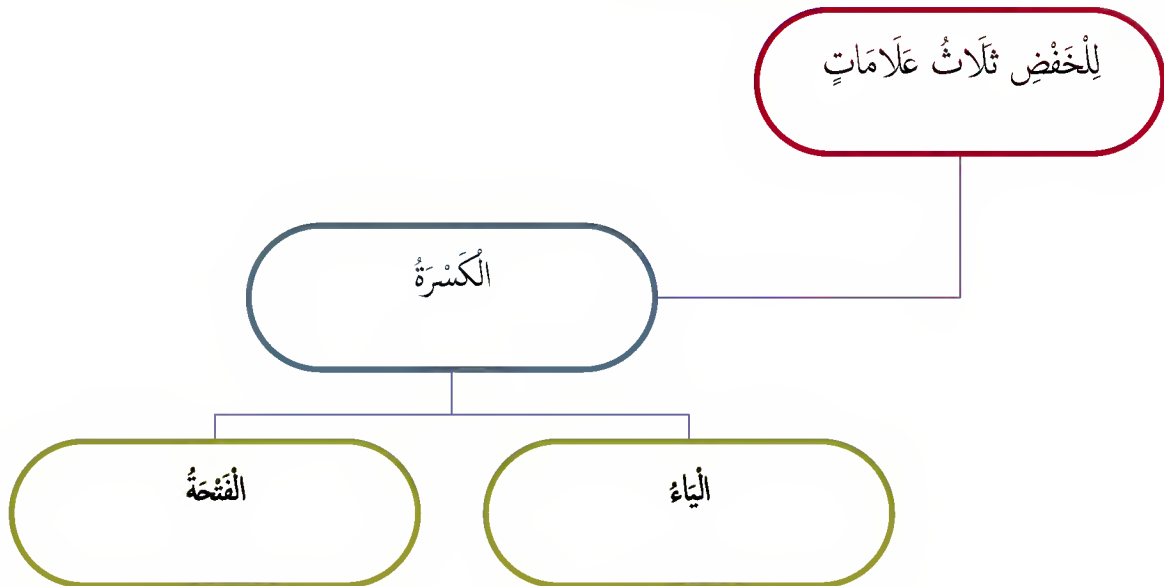 لِلْخَفْضِ ثَلَاثُ عَلَامَاتٍ
الْكَسْرَةُ
الْيَاءُ
الْفَتْحَةُ